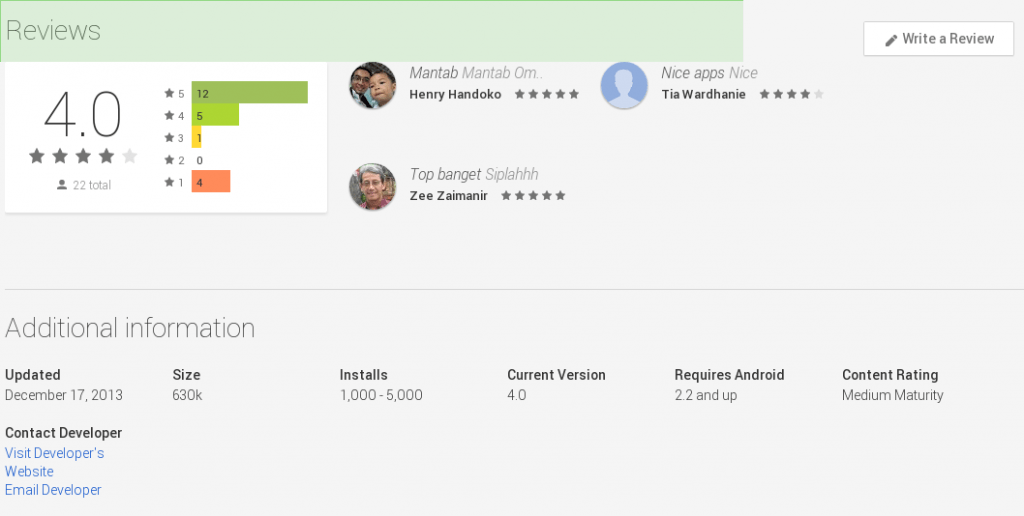 Reviews
Write a Review
4.0
22 total
5 12
4 5
3 1
2 0
1 4
Mantab Mantab Om..
Henry Handoko
Nice apps Nice
Tia Wardhanie
Top banget Siplahhh
Zee Zaimanir
Additional information
Updated
December 17, 2013
Size
630k
Installs
1,000 - 5,000
Current Version
4.0
Requires Android
2.2 and up
Content Rating
Medium Maturity
Contact Developer
Visit Developer's
Website
Email Developer